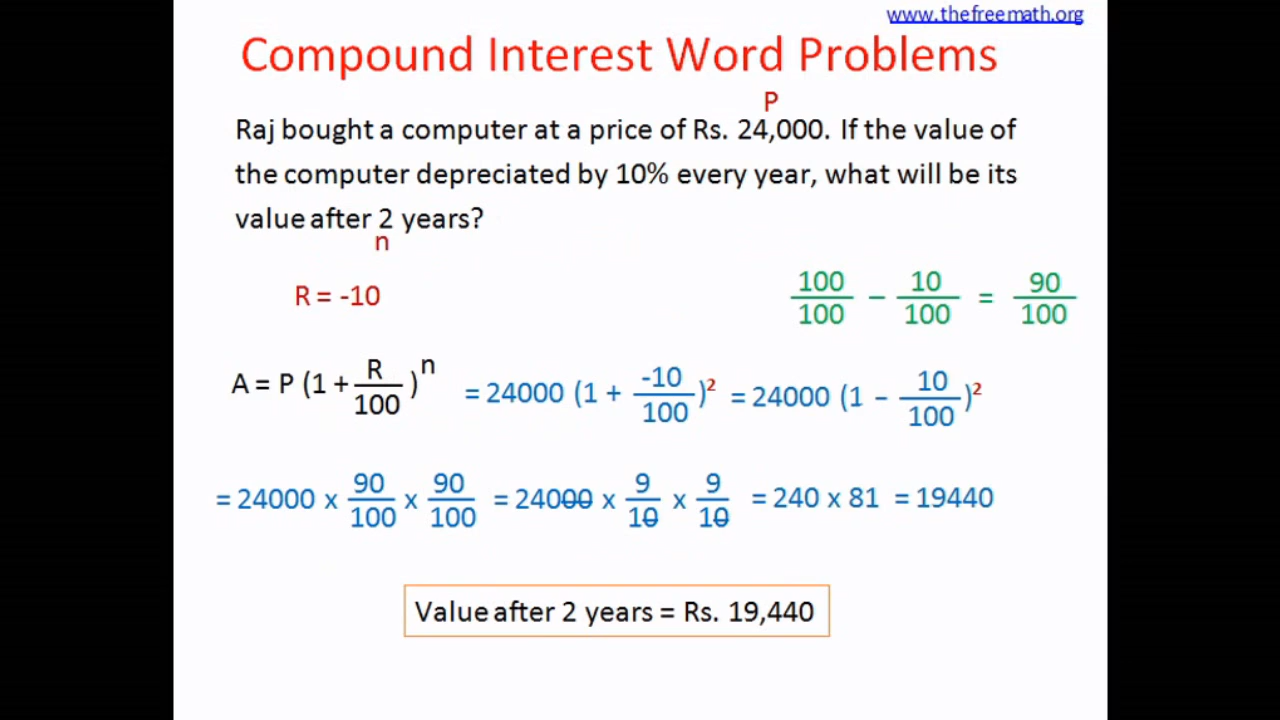 www.thefreemath.org
Compound Interest Word Problems
P
Raj bought a computer at a price of Rs. 24,000. If the value of
the computer depreciated by 10% every year, what will be its
value after 2 years?
n
R = -10
100/100 − 10/100 = 90/100
A = P (1 + R/100)^n = 24000 (1 + -10/100)^2 = 24000 (1 − 10/100)^2
= 24000 x 90/100 x 90/100 = 24000 x 9/10 x 9/10 = 240 x 81 = 19440
Value after 2 years = Rs. 19,440